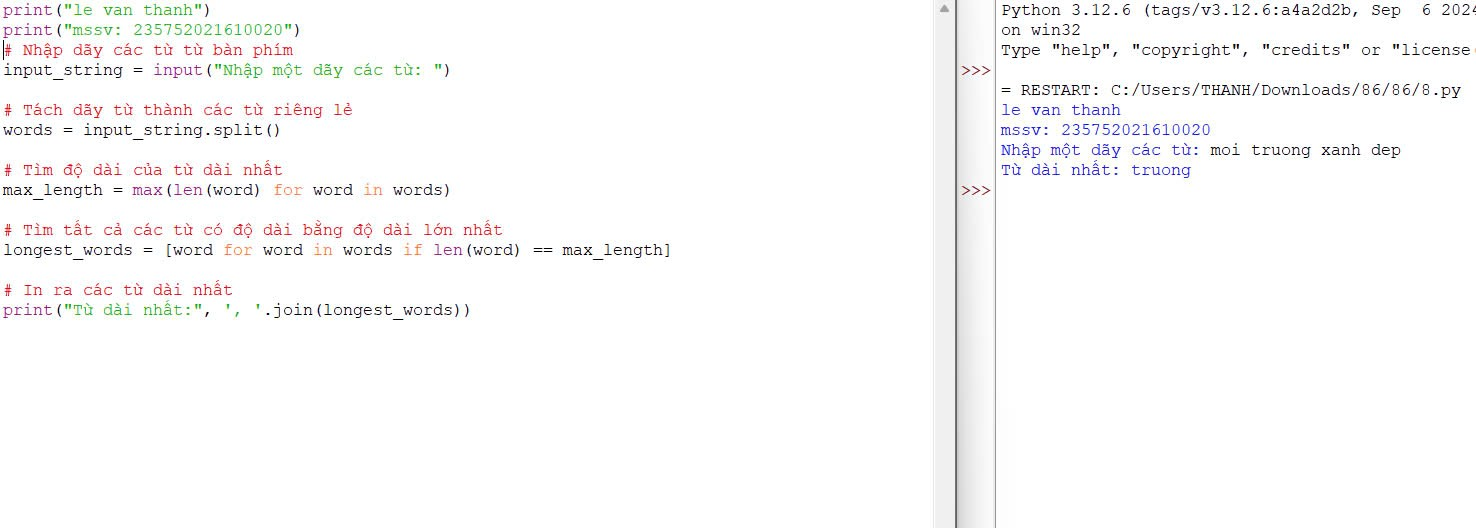 print("le van thanh")
print("mssv: 235752021610020")
# Nhập dãy các từ từ bàn phím
input_string = input("Nhập một dãy các từ: ")
# Tách dãy từ thành các từ riêng lẻ
words = input_string.split()
# Tìm độ dài của từ dài nhất
max_length = max(len(word) for word in words)
# Tìm tất cả các từ có độ dài bằng độ dài lớn nhất
longest_words = [word for word in words if len(word) == max_length]
# In ra các từ dài nhất
print("Từ dài nhất:", ', '.join(longest_words))
Python 3.12.6 (tags/v3.12.6:a4a2d2b, Sep  6 2024
on win32
Type "help", "copyright", "credits" or "license
>>>
= RESTART: C:/Users/THANH/Downloads/86/86/8.py
le van thanh
mssv: 235752021610020
Nhập một dãy các từ: moi truong xanh dep
Từ dài nhất: truong
>>>